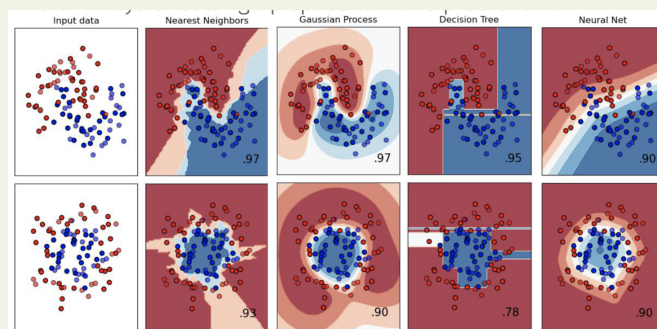 Input data
Nearest Neighbors
Gaussian Process
Decision Tree
Neural Net
.97
.97
.95
.90
.93
.90
.78
.90